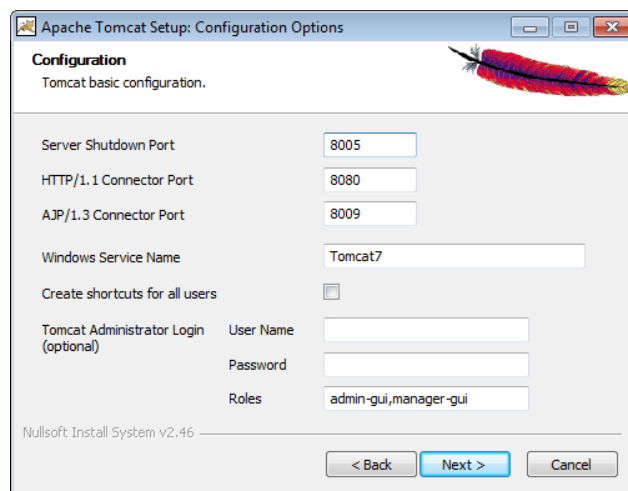 Apache Tomcat Setup: Configuration Options
Configuration
Tomcat basic configuration.
Server Shutdown Port 8005
HTTP/1.1 Connector Port 8080
AJP/1.3 Connector Port 8009
Windows Service Name Tomcat7
Create shortcuts for all users
Tomcat Administrator Login User Name
(optional)
Password
Roles admin-gui,manager-gui
Nullsoft Install System v2.46
< Back Next > Cancel